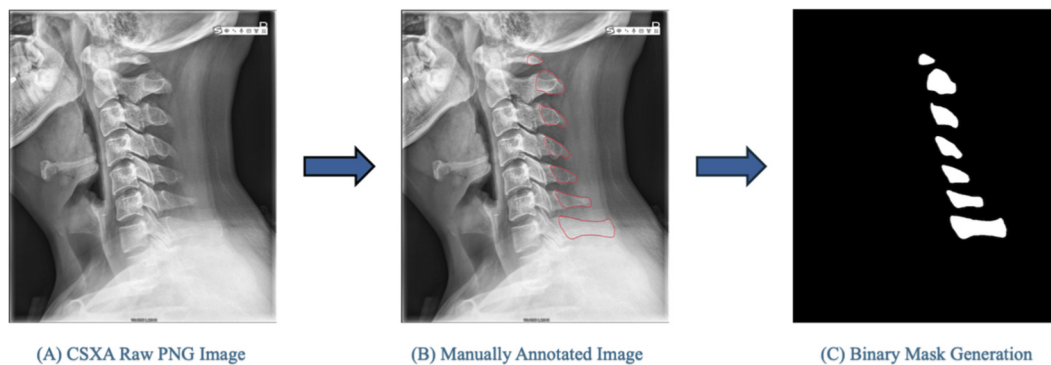 (A) CSXA Raw PNG Image
(B) Manually Annotated Image
(C) Binary Mask Generation